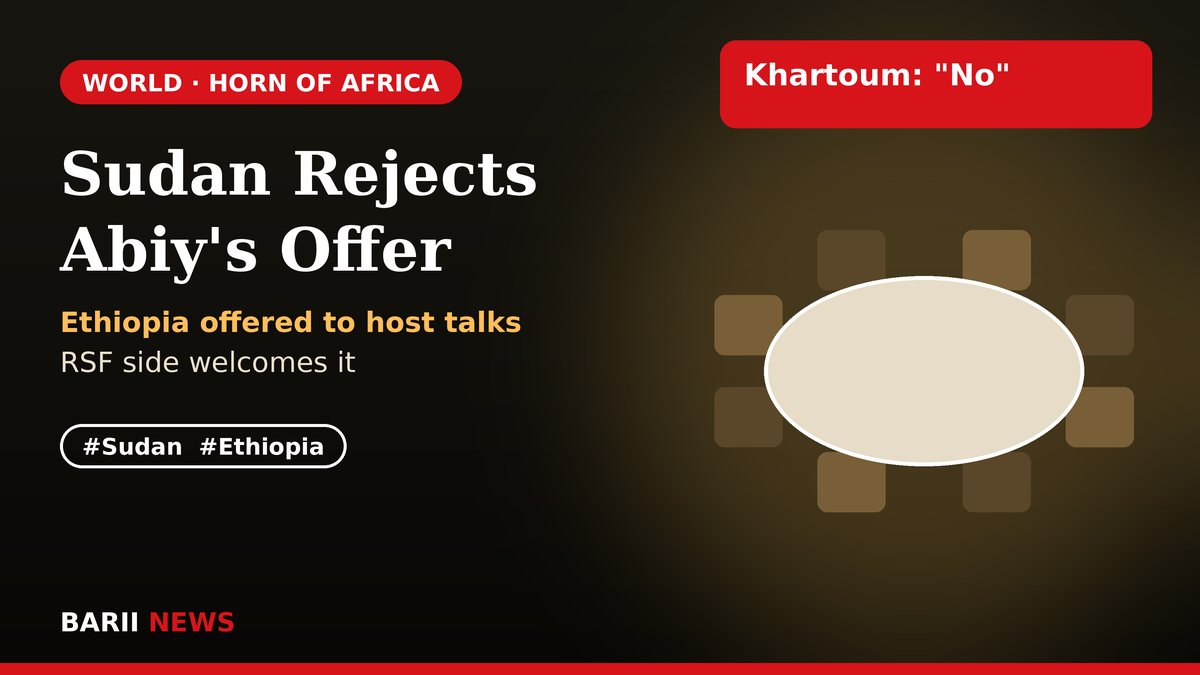 WORLD · HORN OF AFRICA
Khartoum: "No"
Sudan Rejects
Abiy's Offer
Ethiopia offered to host talks
RSF side welcomes it
#Sudan #Ethiopia
BARII NEWS